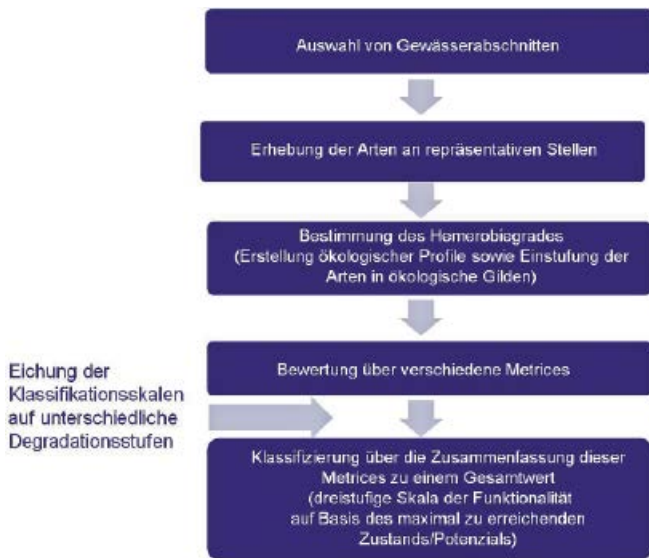 Auswahl von Gewässerabschnitten
Erhebung der Arten an repräsentativen Stellen
Bestimmung des Hemerobiegrades
(Erstellung ökologischer Profile sowie Einstufung der
Arten in ökologische Gilden)
Bewertung über verschiedene Metrices
Eichung der
Klassifikationsskalen
auf unterschiedliche
Degradationsstufen
Klassifizierung über die Zusammenfassung dieser
Metrices zu einem Gesamtwert
(dreistufige Skala der Funktionalität
auf Basis des maximal zu erreichenden
Zustands/Potenzials)